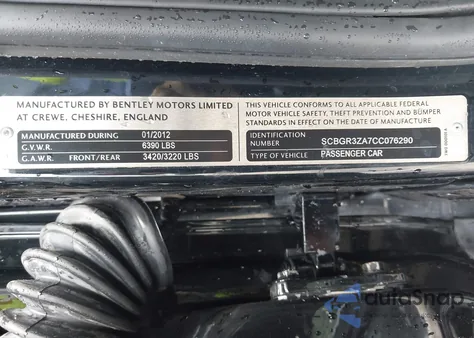 MANUFACTURED BY BENTLEY MOTORS LIMITED
AT CREWE, CHESHIRE, ENGLAND
MANUFACTURED DURING 01/2012
G.V.W.R. 6390 LBS
G.A.W.R. FRONT/REAR 3420/3220 LBS
THIS VEHICLE CONFORMS TO ALL APPLICABLE FEDERAL
MOTOR VEHICLE SAFETY, THEFT PREVENTION AND BUMPER
STANDARDS IN EFFECT ON THE DATE OF MANUFACTURE
IDENTIFICATION
NUMBER SCBGR3ZA7CC076290
TYPE OF VEHICLE PASSENGER CAR
autoSnap